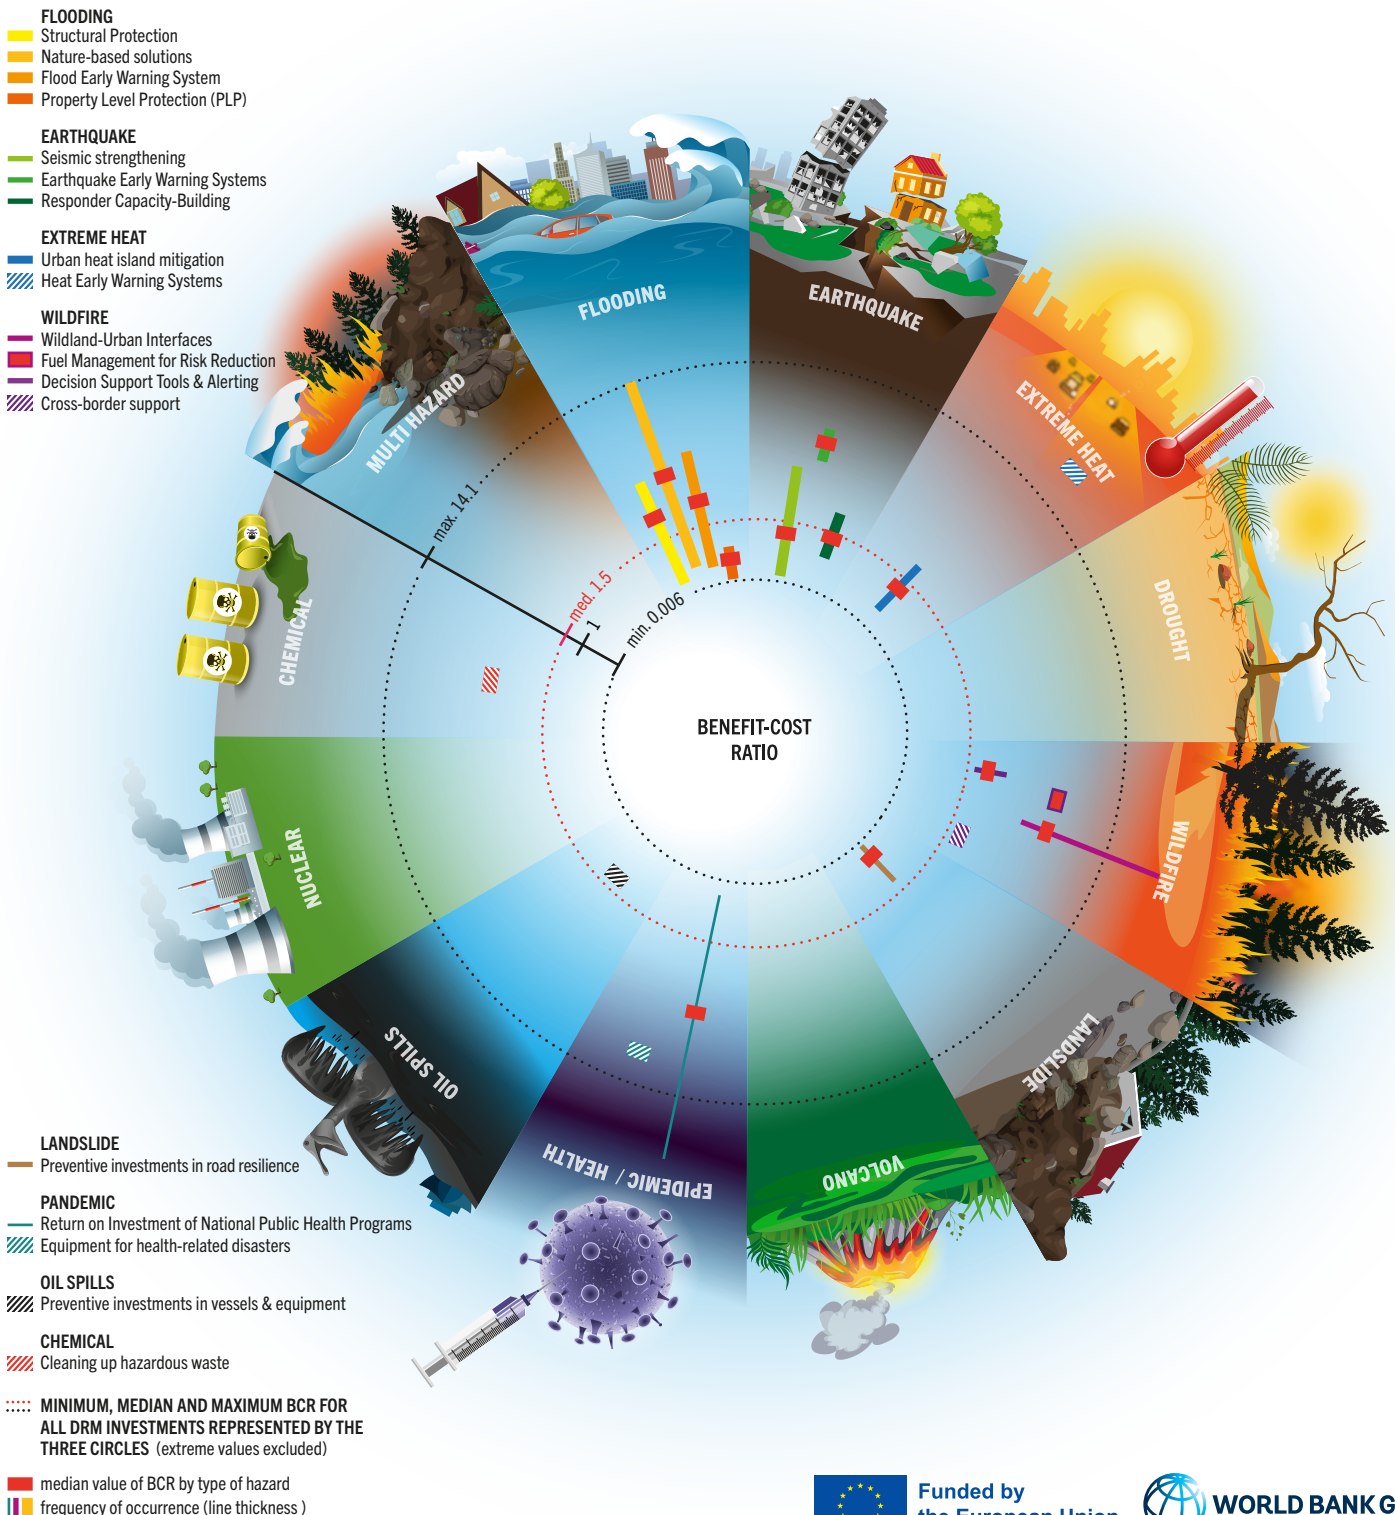 FLOODING
Structural Protection
Nature-based solutions
Flood Early Warning System
Property Level Protection (PLP)
EARTHQUAKE
Seismic strengthening
Earthquake Early Warning Systems
Responder Capacity-Building
EXTREME HEAT
Urban heat island mitigation
Heat Early Warning Systems
WILDFIRE
Wildland-Urban Interfaces
Fuel Management for Risk Reduction
Decision Support Tools & Alerting
Cross-border support
FLOODING
EARTHQUAKE
EXTREME HEAT
DROUGHT
WILDFIRE
LANDSLIDE
VOLCANO
EPIDEMIC / HEALTH
OIL SPILLS
NUCLEAR
CHEMICAL
MULTI HAZARD
max. 14.1
med. 1.5
1
min. 0.006
BENEFIT-COST
RATIO
LANDSLIDE
Preventive investments in road resilience
PANDEMIC
Return on Investment of National Public Health Programs
Equipment for health-related disasters
OIL SPILLS
Preventive investments in vessels & equipment
CHEMICAL
Cleaning up hazardous waste
MINIMUM, MEDIAN AND MAXIMUM BCR FOR
ALL DRM INVESTMENTS REPRESENTED BY THE
THREE CIRCLES (extreme values excluded)
median value of BCR by type of hazard
frequency of occurrence (line thickness )
Funded by
the European Union
WORLD BANK G